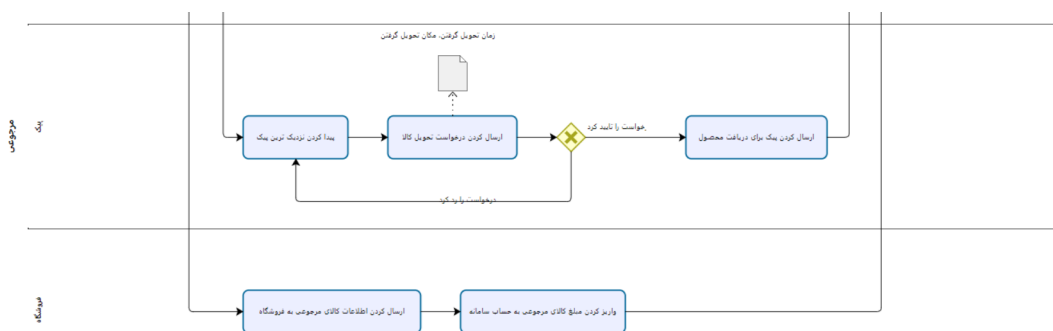 زمان تحویل گرفتن، مکان تحویل گرفتن
مرجوعی
پیک
پیدا کردن نزدیک ترین پیک
ارسال کردن درخواست تحویل کالا
خواست را تایید کرد
ارسال کردن پیک برای دریافت محصول
درخواست را رد کرد
فروشگاه
ارسال کردن اطلاعات کالای مرجوعی به فروشگاه
واریز کردن مبلغ کالای مرجوعی به حساب سامانه